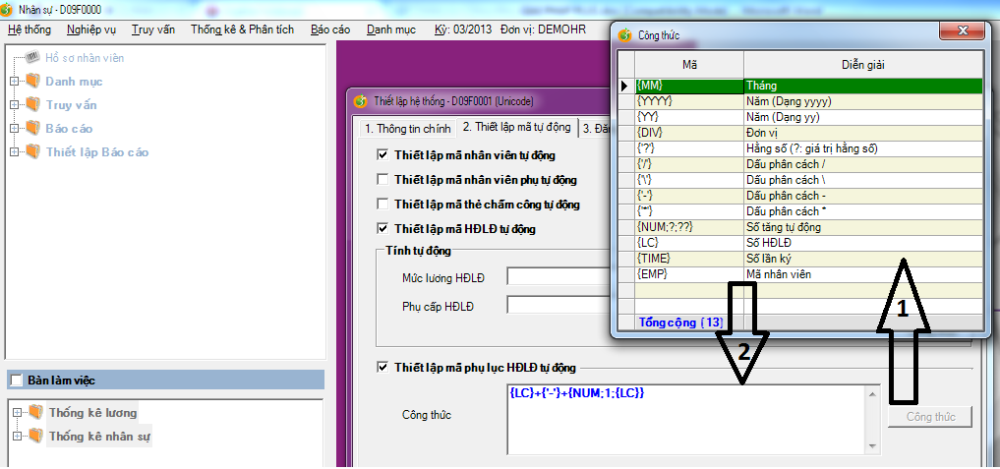 Nhân sự - D09F0000
Hệ thống Nghiệp vụ Truy vấn Thống kê & Phân tích Báo cáo Danh mục Kỳ: 03/2013 Đơn vị: DEMOHR
Hồ sơ nhân viên
Danh mục
Truy vấn
Báo cáo
Thiết lập Báo cáo
Bàn làm việc
Thống kê lương
Thống kê nhân sự
Thiết lập hệ thống - D09F0001 (Unicode)
1. Thông tin chính 2. Thiết lập mã tự động
Thiết lập mã nhân viên tự động
Thiết lập mã nhân viên phụ tự động
Thiết lập mã thẻ chấm công tự động
Thiết lập mã HĐLĐ tự động
Tính tự động
Mức lương HĐLĐ
Phụ cấp HĐLĐ
Thiết lập mã phụ lục HĐLĐ tự động
Công thức
{LC}+{'-'}+{NUM;1;{LC}}
Công thức
Công thức
Mã Diễn giải
{MM} Tháng
{YYYY} Năm (Dạng yyyy)
{YY} Năm (Dạng yy)
{DIV} Đơn vị
{'?'} Hằng số (?: giá trị hằng số)
{'/'} Dấu phân cách /
{'\'} Dấu phân cách \
{'-'} Dấu phân cách -
{'*'} Dấu phân cách *
{NUM;?;??} Số tăng tự động
{LC} Số HĐLĐ
{TIME} Số lần ký
{EMP} Mã nhân viên
Tổng cộng {13}
1
2